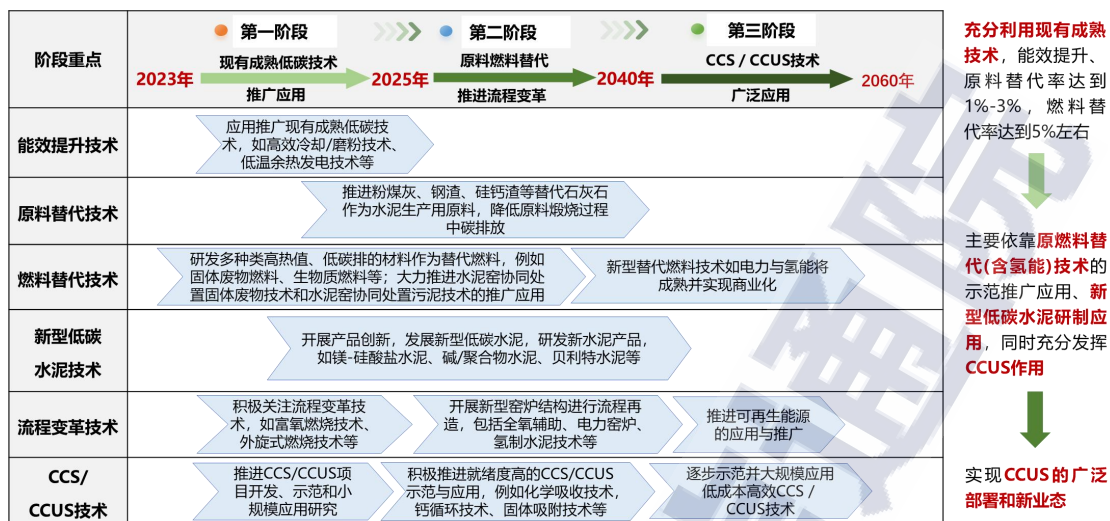 阶段重点
第一阶段
第二阶段
第三阶段
2023年
现有成熟低碳技术
推广应用
2025年
原料燃料替代
推进流程变革
2040年
CCS / CCUS技术
广泛应用
2060年
能效提升技术
应用推广现有成熟低碳技
术，如高效冷却/磨粉技术、
低温余热发电技术等
原料替代技术
推进粉煤灰、钢渣、硅钙渣等替代石灰石
作为水泥生产用原料，降低原料煅烧过程
中碳排放
燃料替代技术
研发多种类高热值、低碳排的材料作为替代燃料，例如
固体废物燃料、生物质燃料等；大力推进水泥窑协同处
置固体废物技术和水泥窑协同处置污泥技术的推广应用
新型替代燃料技术如电力与氢能将
成熟并实现商业化
新型低碳
水泥技术
开展产品创新，发展新型低碳水泥，研发新水泥产品，
如镁-硅酸盐水泥、碱/聚合物水泥、贝利特水泥等
流程变革技术
积极关注流程变革技
术，如富氧燃烧技术、
外旋式燃烧技术等
开展新型窑炉结构进行流程再
造，包括全氧辅助、电力窑炉、
氢制水泥技术等
推进可再生能源
的应用与推广
CCS/
CCUS技术
推进CCS/CCUS项
目开发、示范和小
规模应用研究
积极推进就绪度高的CCS/CCUS
示范与应用，例如化学吸收技术，
钙循环技术、固体吸附技术等
逐步示范并大规模应用
低成本高效CCS /
CCUS技术
充分利用现有成熟
技术，能效提升、
原料替代率达到
1%-3%，燃料替
代率达到5%左右
主要依靠原燃料替
代(含氢能)技术的
示范推广应用、新
型低碳水泥研制应
用，同时充分发挥
CCUS作用
实现CCUS的广泛
部署和新业态